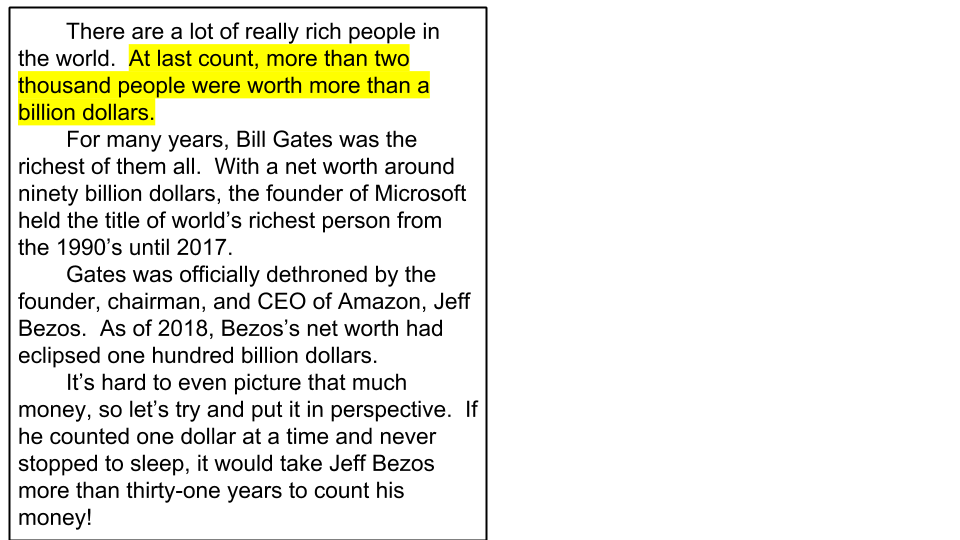 There are a lot of really rich people in
the world.  At last count, more than two
thousand people were worth more than a
billion dollars.
For many years, Bill Gates was the
richest of them all.  With a net worth around
ninety billion dollars, the founder of Microsoft
held the title of world’s richest person from
the 1990’s until 2017.
Gates was officially dethroned by the
founder, chairman, and CEO of Amazon, Jeff
Bezos.  As of 2018, Bezos’s net worth had
eclipsed one hundred billion dollars.
It’s hard to even picture that much
money, so let’s try and put it in perspective.  If
he counted one dollar at a time and never
stopped to sleep, it would take Jeff Bezos
more than thirty-one years to count his
money!